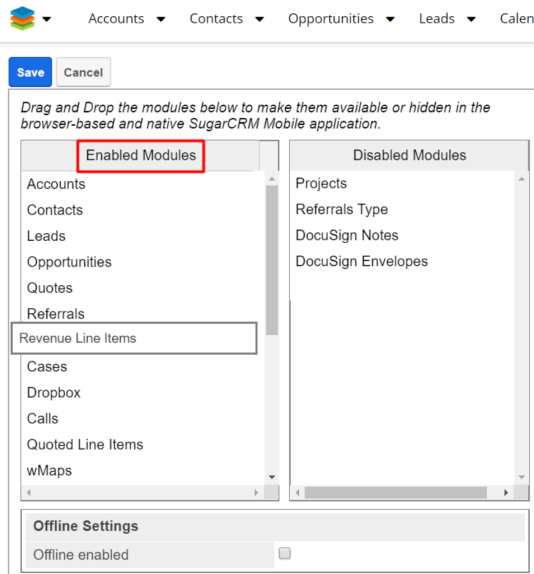 Accounts Contacts Opportunities Leads Calen
Save Cancel
Drag and Drop the modules below to make them available or hidden in the
browser-based and native SugarCRM Mobile application.
Enabled Modules
Accounts
Contacts
Leads
Opportunities
Quotes
Referrals
Revenue Line Items
Cases
Dropbox
Calls
Quoted Line Items
wMaps
Disabled Modules
Projects
Referrals Type
DocuSign Notes
DocuSign Envelopes
Offline Settings
Offline enabled